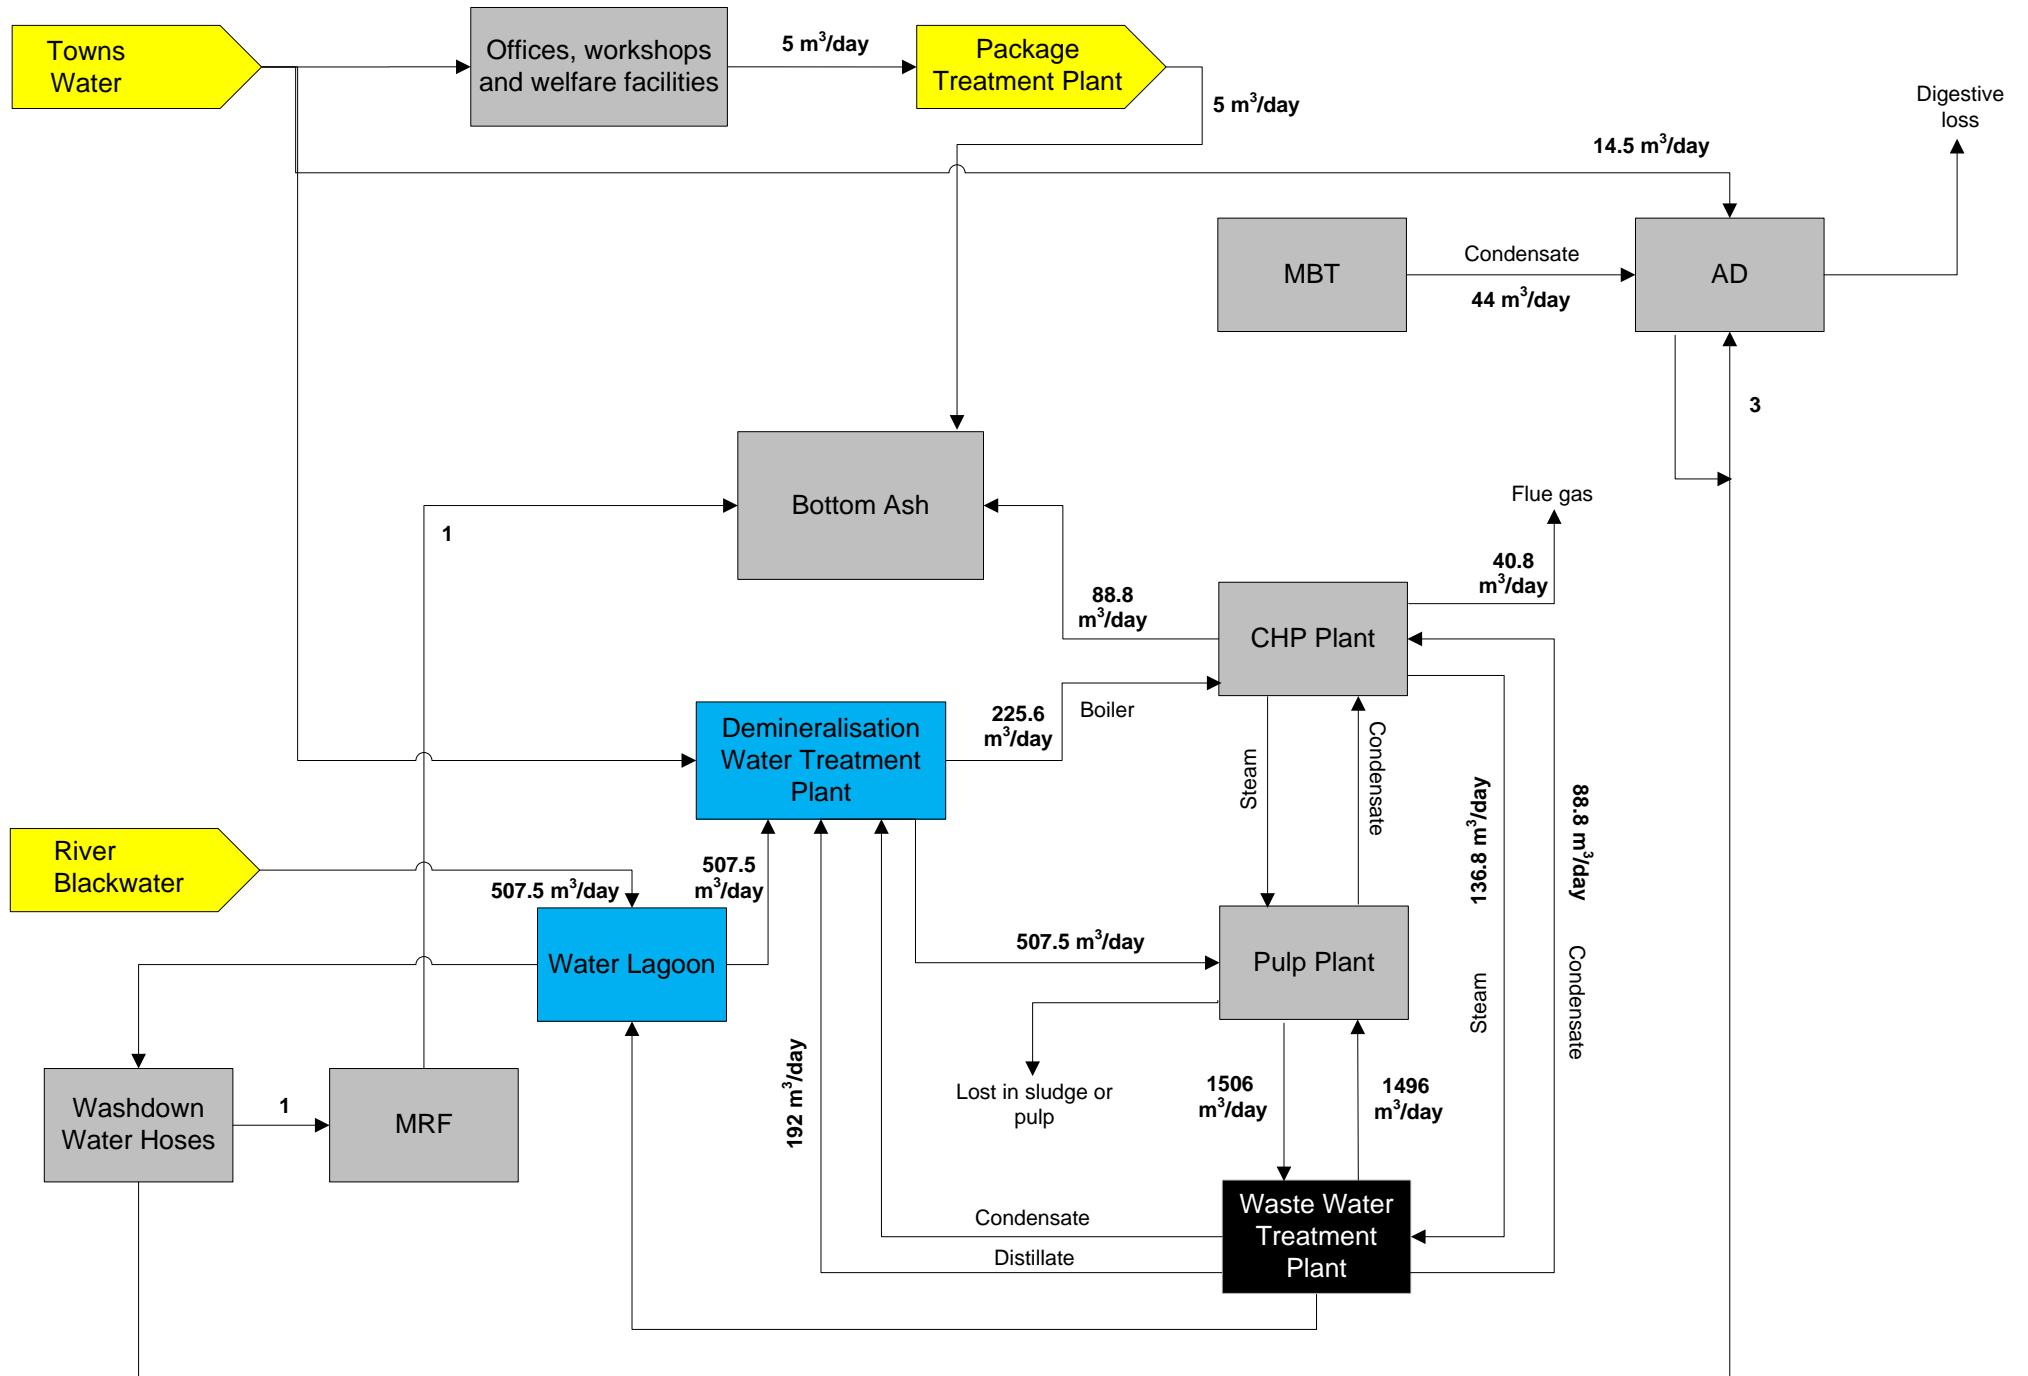 Towns
Water
Offices, workshops
and welfare facilities
5 m³/day
Package
Treatment Plant
5 m³/day
Digestive
loss
14.5 m³/day
MBT
Condensate
44 m³/day
AD
3
Bottom Ash
1
Flue gas
40.8
m³/day
88.8
m³/day
CHP Plant
225.6
m³/day
Boiler
Demineralisation
Water Treatment
Plant
Steam
Condensate
136.8 m³/day
Steam
88.8 m³/day
Condensate
River
Blackwater
507.5 m³/day
507.5
m³/day
Water Lagoon
507.5 m³/day
Pulp Plant
192 m³/day
Lost in sludge or
pulp
1506
m³/day
1496
m³/day
Washdown
Water Hoses
1
MRF
Condensate
Distillate
Waste Water
Treatment
Plant